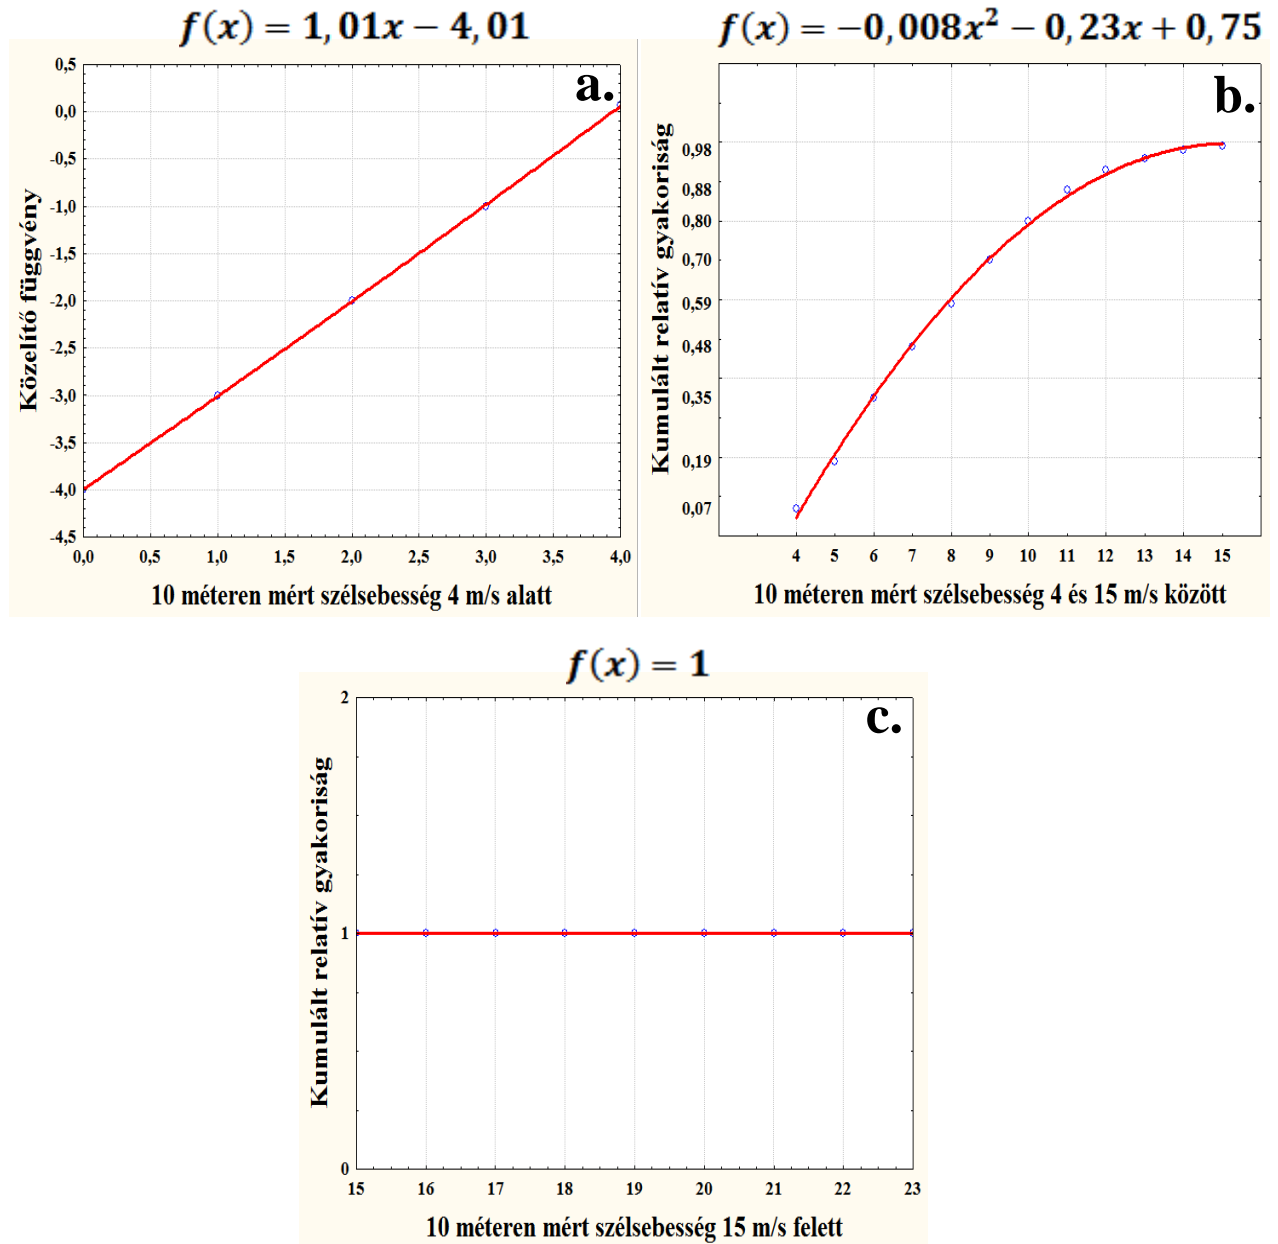 f(x) = 1,01x − 4,01
a.
Közelítő függvény
0,5
0,0
-0,5
-1,0
-1,5
-2,0
-2,5
-3,0
-3,5
-4,0
-4,5
0,0 0,5 1,0 1,5 2,0 2,5 3,0 3,5 4,0
10 méteren mért szélsebesség 4 m/s alatt
f(x) = −0,008x² − 0,23x + 0,75
b.
Kumulált relatív gyakoriság
0,98
0,88
0,80
0,70
0,59
0,48
0,35
0,19
0,07
4 5 6 7 8 9 10 11 12 13 14 15
10 méteren mért szélsebesség 4 és 15 m/s között
f(x) = 1
c.
Kumulált relatív gyakoriság
2
1
0
15 16 17 18 19 20 21 22 23
10 méteren mért szélsebesség 15 m/s felett